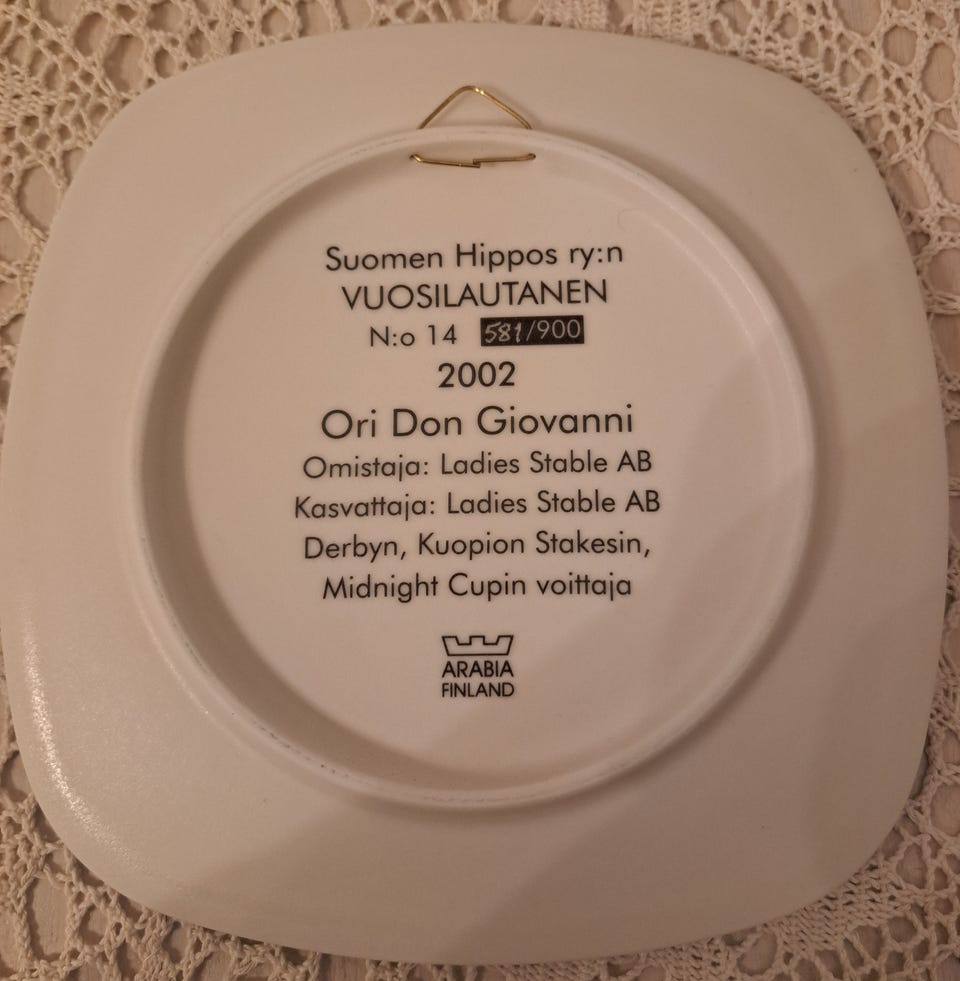 Suomen Hippos ry:n
VUOSILAUTANEN
N:o 14 581/900
2002
Ori Don Giovanni
Omistaja: Ladies Stable AB
Kasvattaja: Ladies Stable AB
Derbyn, Kuopion Stakesin,
Midnight Cupin voittaja
ARABIA
FINLAND